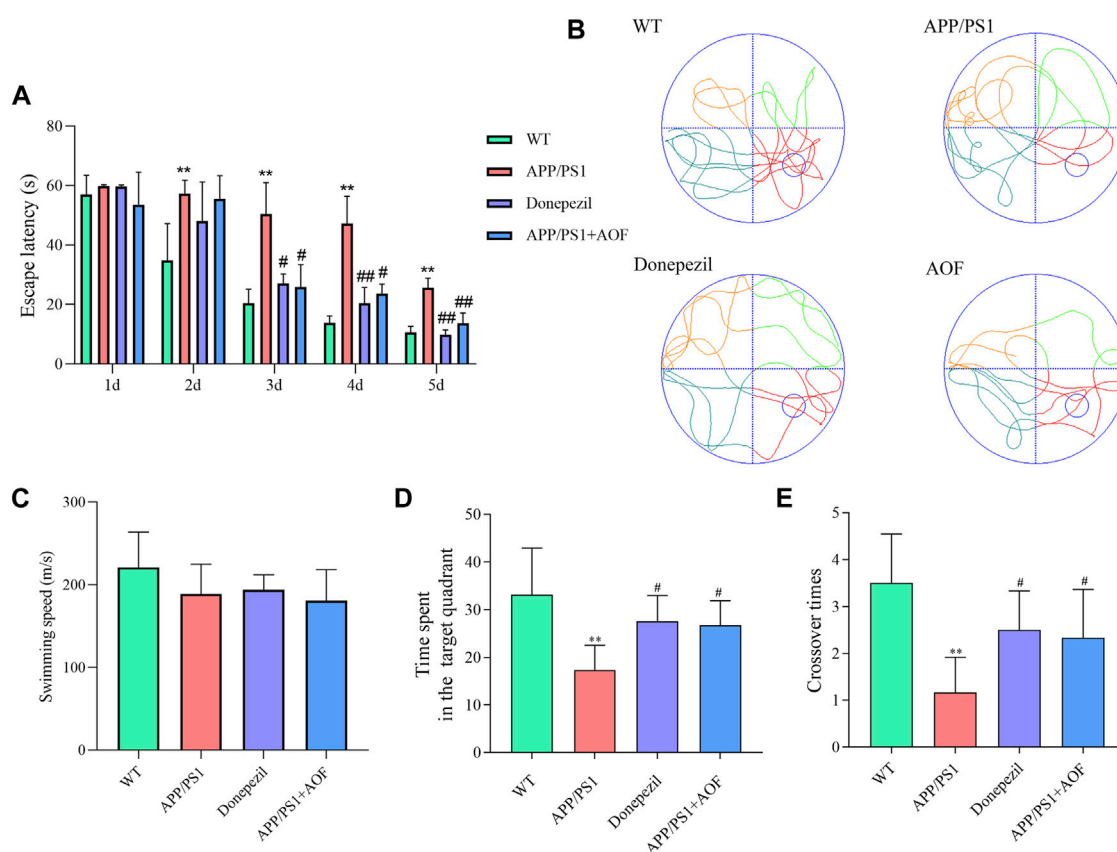 A
Escape latency (s)
80
60
40
20
0
** ** ** **
# # ## # ## ##
1d 2d 3d 4d 5d
WT
APP/PS1
Donepezil
APP/PS1+AOF
B
WT APP/PS1
Donepezil AOF
C
Swimming speed (m/s)
300
200
100
0
WT APP/PS1 Donepezil APP/PS1+AOF
D
Time spent
in the target quadrant
50
40
30
20
10
0
** # #
WT APP/PS1 Donepezil APP/PS1+AOF
E
Crossover times
5
4
3
2
1
0
** # #
WT APP/PS1 Donepezil APP/PS1+AOF